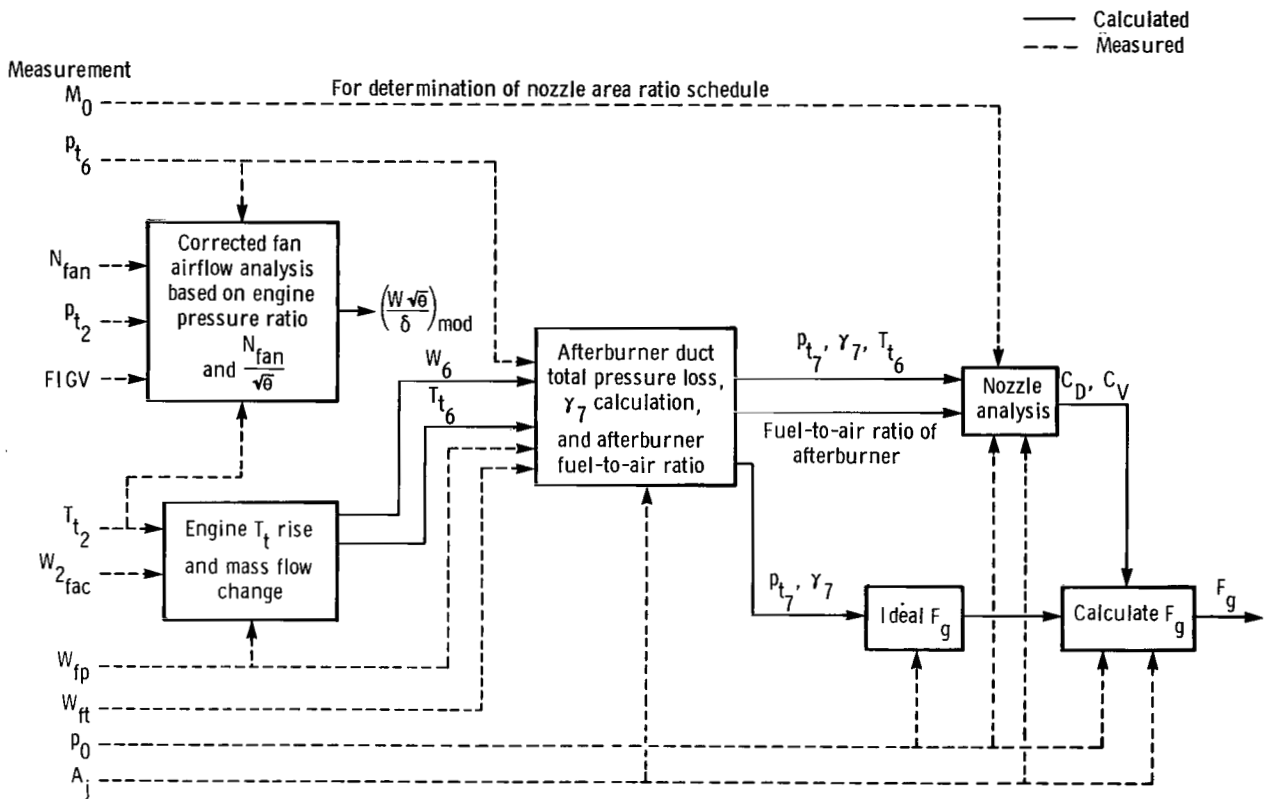 Calculated
Measured
Measurement
M0
For determination of nozzle area ratio schedule
pt6
Nfan
pt2
FIGV
Corrected fan
airflow analysis
based on engine
pressure ratio
and Nfan/√θ
(W√θ/δ)mod
Tt2
W2fac
Engine Tt rise
and mass flow
change
W6
Tt6
Afterburner duct
total pressure loss,
γ7 calculation,
and afterburner
fuel-to-air ratio
pt7, γ7, Tt6
Fuel-to-air ratio of
afterburner
Nozzle
analysis
CD, CV
pt7, γ7
Ideal Fg
Calculate Fg
Fg
Wfp
Wft
p0
Aj